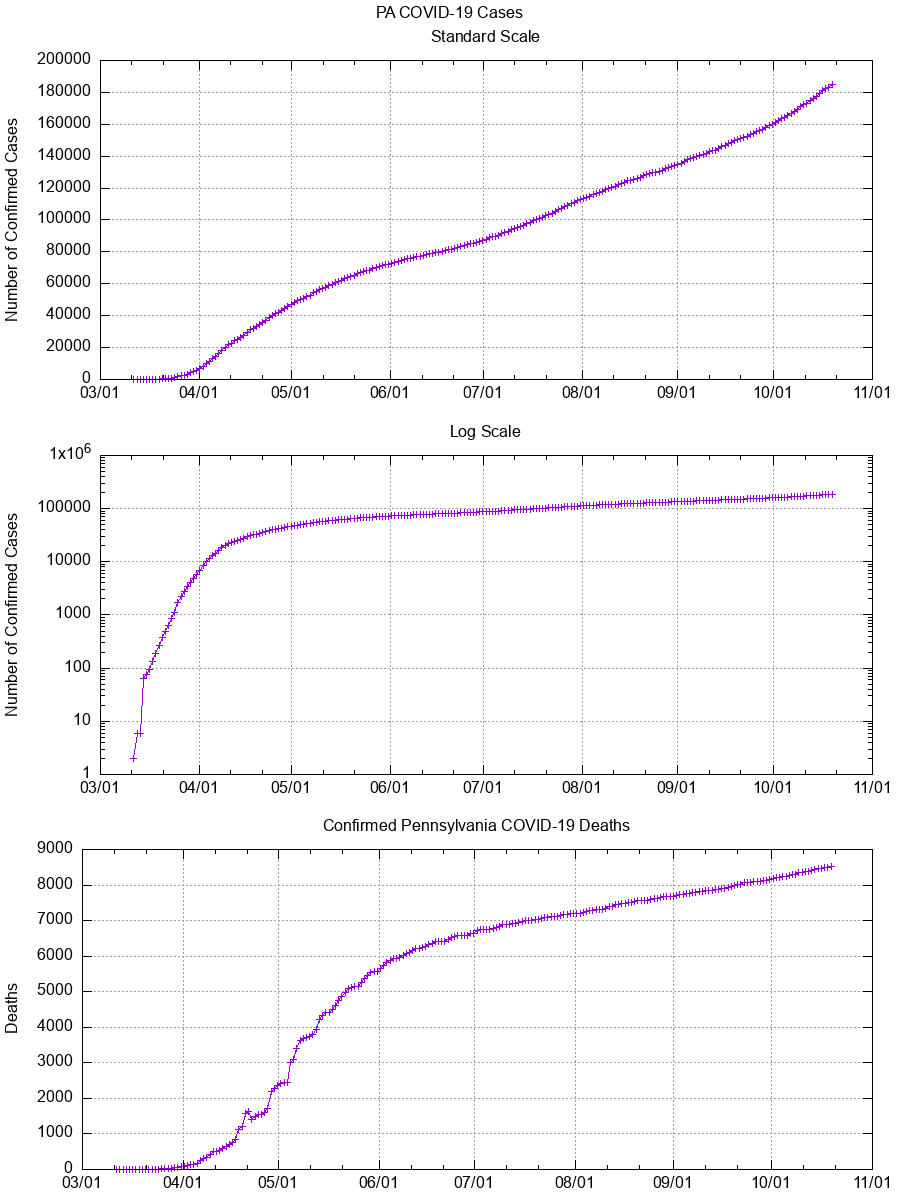 PA COVID-19 Cases
Standard Scale
Number of Confirmed Cases
200000
180000
160000
140000
120000
100000
80000
60000
40000
20000
0
03/01 04/01 05/01 06/01 07/01 08/01 09/01 10/01 11/01
Log Scale
Number of Confirmed Cases
1x10⁶
100000
10000
1000
100
10
1
03/01 04/01 05/01 06/01 07/01 08/01 09/01 10/01 11/01
Confirmed Pennsylvania COVID-19 Deaths
Deaths
9000
8000
7000
6000
5000
4000
3000
2000
1000
0
03/01 04/01 05/01 06/01 07/01 08/01 09/01 10/01 11/01